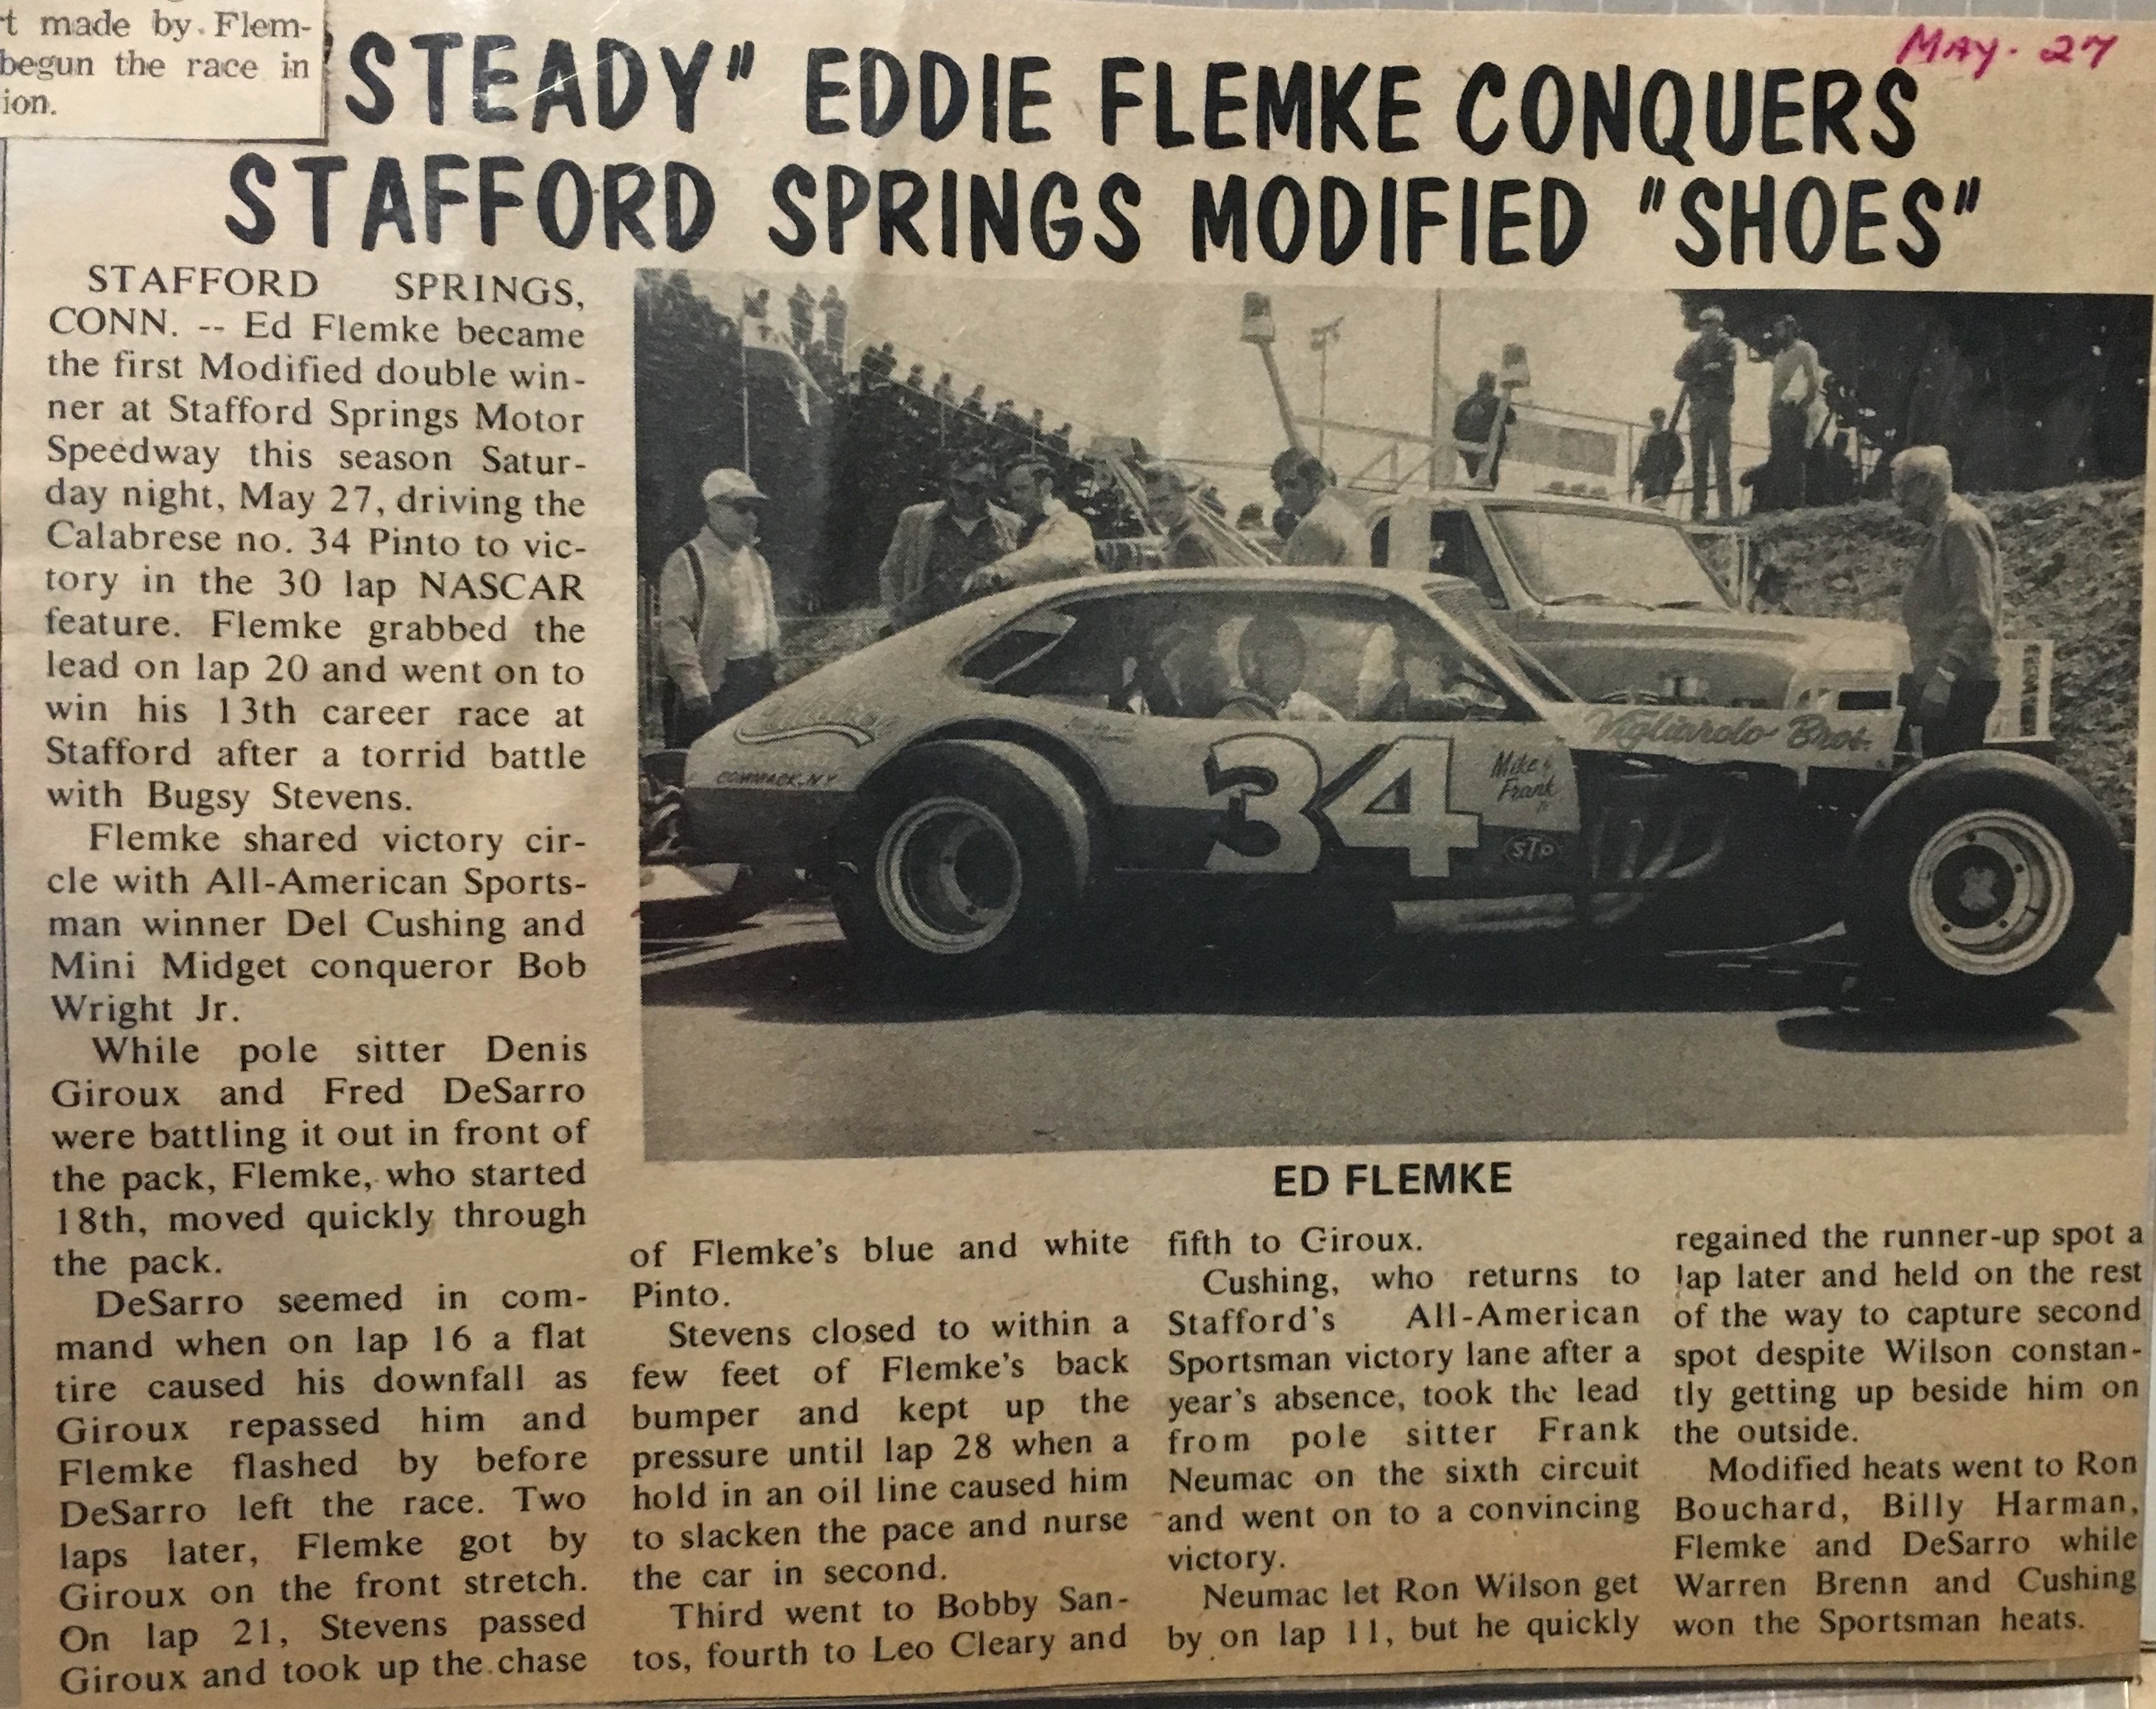 t made by Flem-
begun the race in
ion.
MAY. 27
"STEADY" EDDIE FLEMKE CONQUERS
STAFFORD SPRINGS MODIFIED "SHOES"
STAFFORD SPRINGS,
CONN. -- Ed Flemke became
the first Modified double win-
ner at Stafford Springs Motor
Speedway this season Satur-
day night, May 27, driving the
Calabrese no. 34 Pinto to vic-
tory in the 30 lap NASCAR
feature. Flemke grabbed the
lead on lap 20 and went on to
win his 13th career race at
Stafford after a torrid battle
with Bugsy Stevens.
Flemke shared victory cir-
cle with All-American Sports-
man winner Del Cushing and
Mini Midget conqueror Bob
Wright Jr.
While pole sitter Denis
Giroux and Fred DeSarro
were battling it out in front of
the pack, Flemke, who started
18th, moved quickly through
the pack.
DeSarro seemed in com-
mand when on lap 16 a flat
tire caused his downfall as
Giroux repassed him and
Flemke flashed by before
DeSarro left the race. Two
laps later, Flemke got by
Giroux on the front stretch.
On lap 21, Stevens passed
Giroux and took up the chase
COMMACK, N.Y.
34
Mike &
Frank
STP
Vigliarolo Bros.
ED FLEMKE
of Flemke's blue and white
Pinto.
Stevens closed to within a
few feet of Flemke's back
bumper and kept up the
pressure until lap 28 when a
hold in an oil line caused him
to slacken the pace and nurse
the car in second.
Third went to Bobby San-
tos, fourth to Leo Cleary and
fifth to Giroux.
Cushing, who returns to
Stafford's All-American
Sportsman victory lane after a
year's absence, took the lead
from pole sitter Frank
Neumac on the sixth circuit
and went on to a convincing
victory.
Neumac let Ron Wilson get
by on lap 11, but he quickly
regained the runner-up spot a
lap later and held on the rest
of the way to capture second
spot despite Wilson constan-
tly getting up beside him on
the outside.
Modified heats went to Ron
Bouchard, Billy Harman,
Flemke and DeSarro while
Warren Brenn and Cushing
won the Sportsman heats.